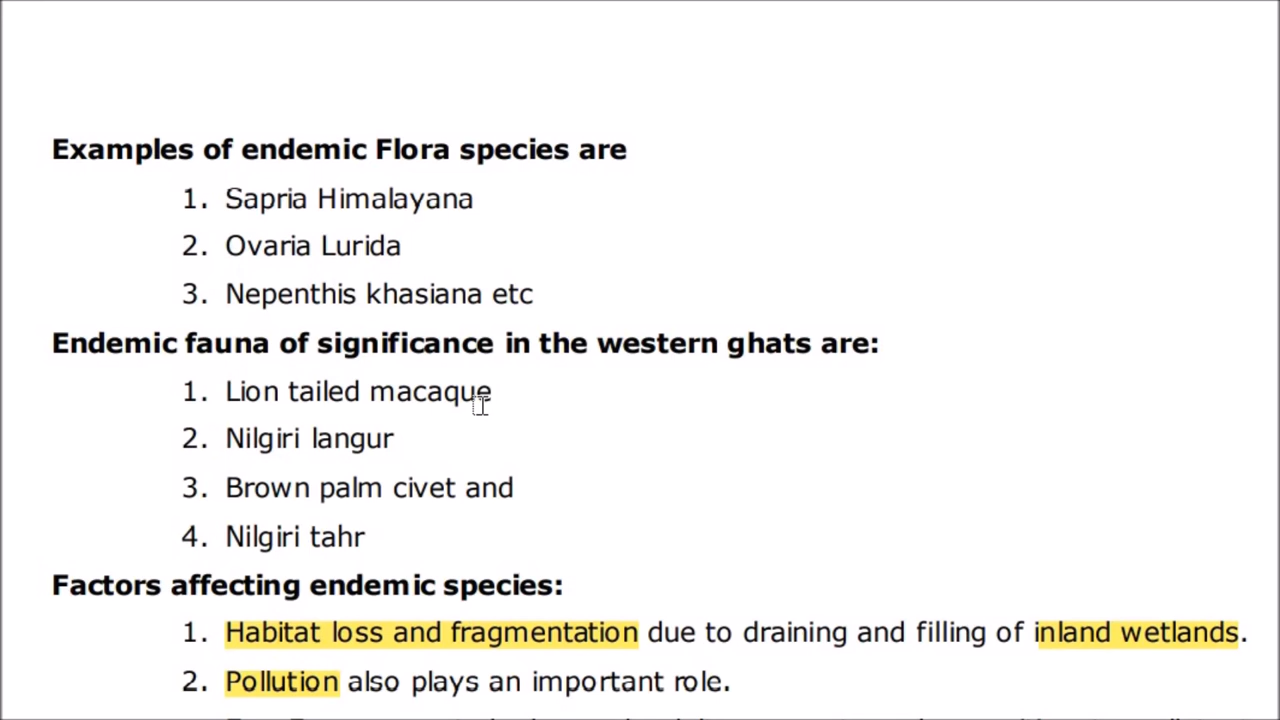 Examples of endemic Flora species are
1. Sapria Himalayana
2. Ovaria Lurida
3. Nepenthis khasiana etc
Endemic fauna of significance in the western ghats are:
1. Lion tailed macaque
2. Nilgiri langur
3. Brown palm civet and
4. Nilgiri tahr
Factors affecting endemic species:
1. Habitat loss and fragmentation due to draining and filling of inland wetlands.
2. Pollution also plays an important role.